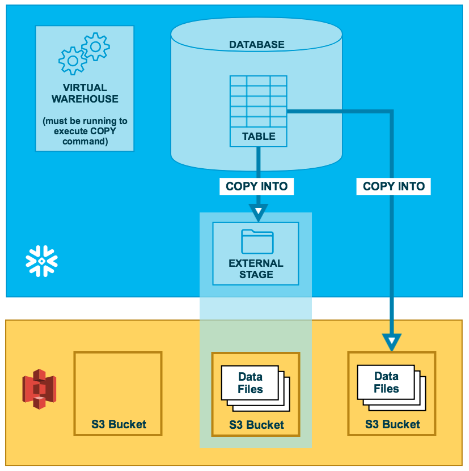 VIRTUAL
WAREHOUSE
(must be running to
execute COPY
command)
DATABASE
TABLE
COPY INTO
COPY INTO
EXTERNAL
STAGE
S3 Bucket
Data
Files
S3 Bucket
Data
Files
S3 Bucket